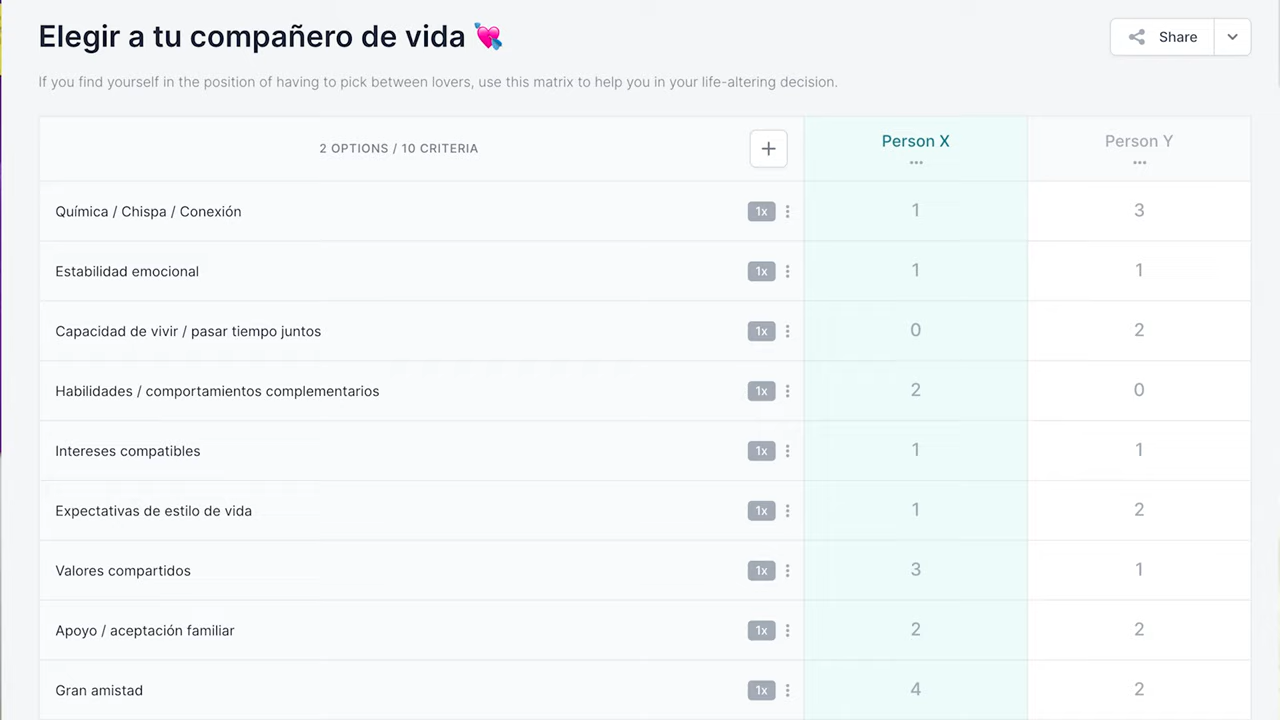 Elegir a tu compañero de vida 💘
Share
If you find yourself in the position of having to pick between lovers, use this matrix to help you in your life-altering decision.
2 OPTIONS / 10 CRITERIA + Person X Person Y
Química / Chispa / Conexión 1x 1 3
Estabilidad emocional 1x 1 1
Capacidad de vivir / pasar tiempo juntos 1x 0 2
Habilidades / comportamientos complementarios 1x 2 0
Intereses compatibles 1x 1 1
Expectativas de estilo de vida 1x 1 2
Valores compartidos 1x 3 1
Apoyo / aceptación familiar 1x 2 2
Gran amistad 1x 4 2